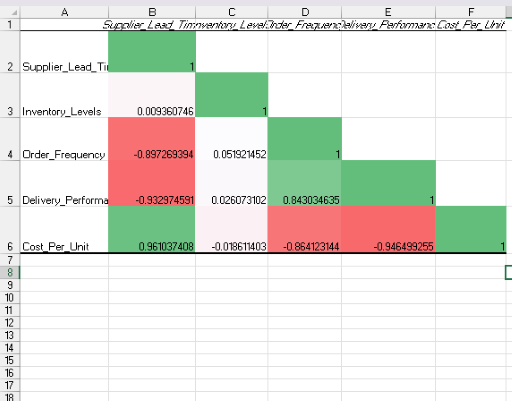 A B C D E F
1 Supplier_Lead_Tim Inventory_Level Order_Frequenc Delivery_Performanc Cost_Per_Unit
2 Supplier_Lead_Ti 1
3 Inventory_Levels 0.009360746 1
4 Order_Frequency -0.897269394 0.051921452 1
5 Delivery_Performa -0.932974591 0.026073102 0.843034635 1
6 Cost_Per_Unit 0.961037408 -0.018611403 -0.864123144 -0.946499255 1
7
8
9
10
11
12
13
14
15
16
17
18